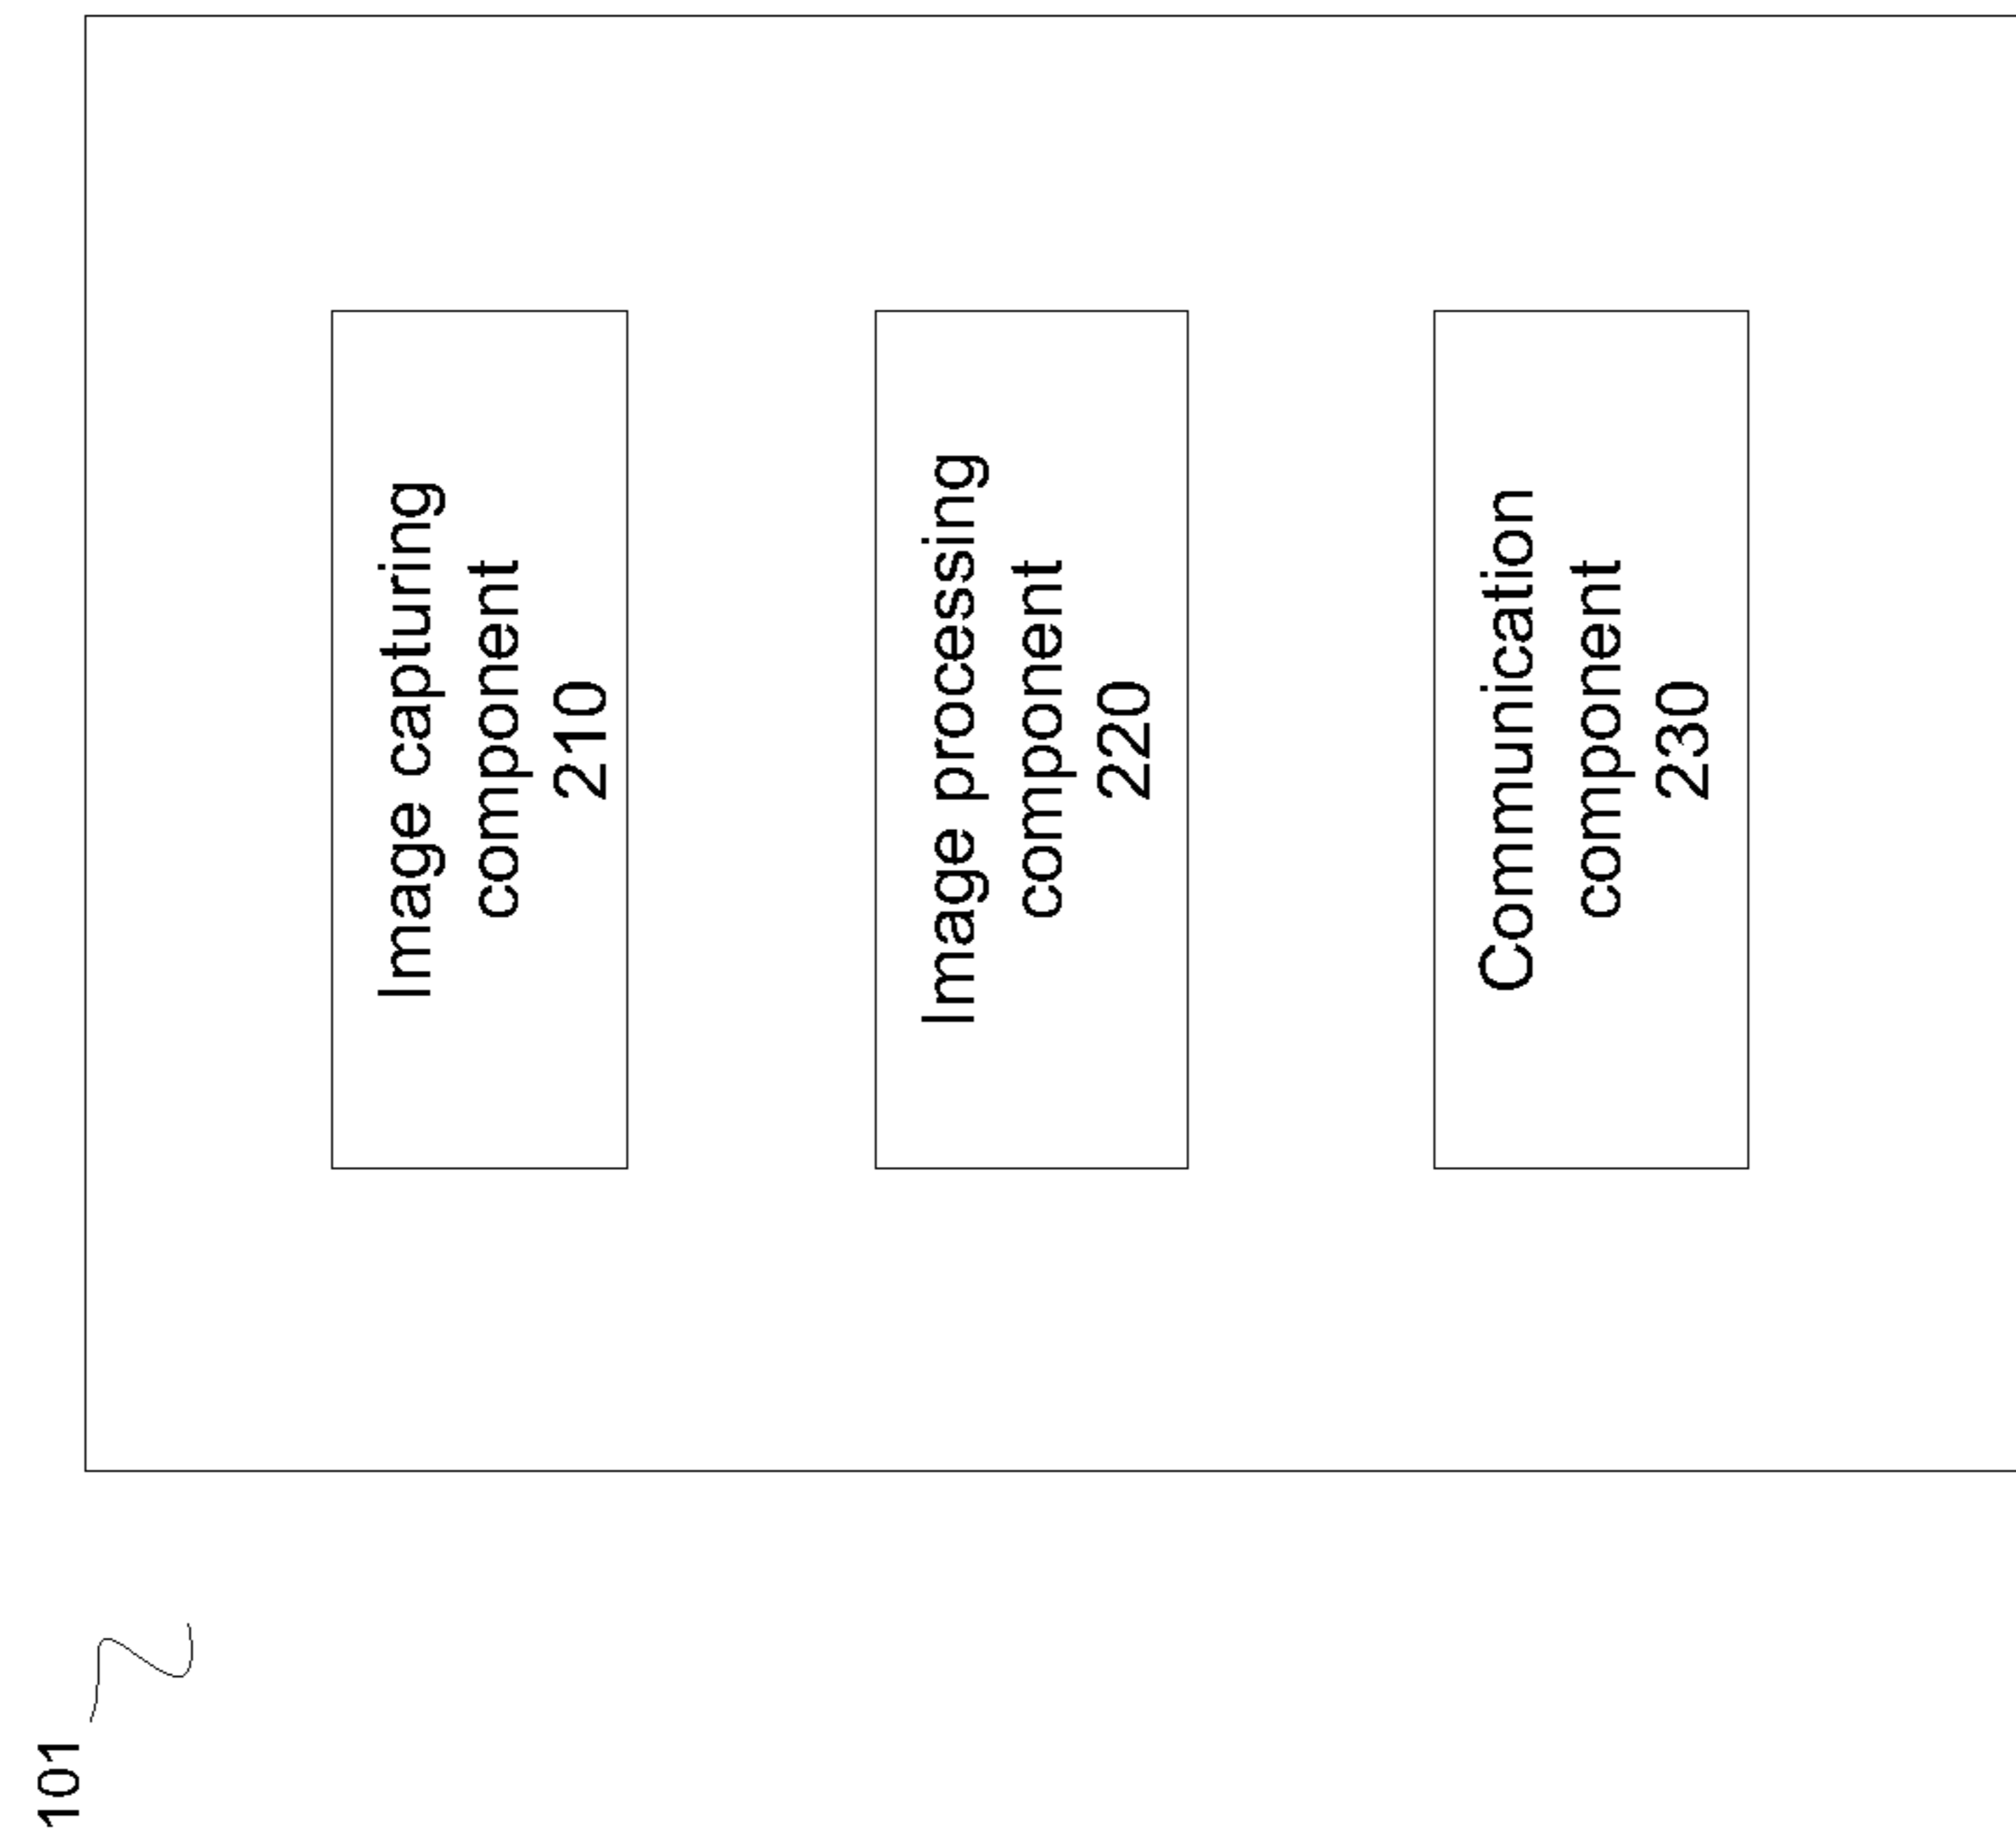 101
Image capturing
component
210
Image processing
component
220
Communication
component
230